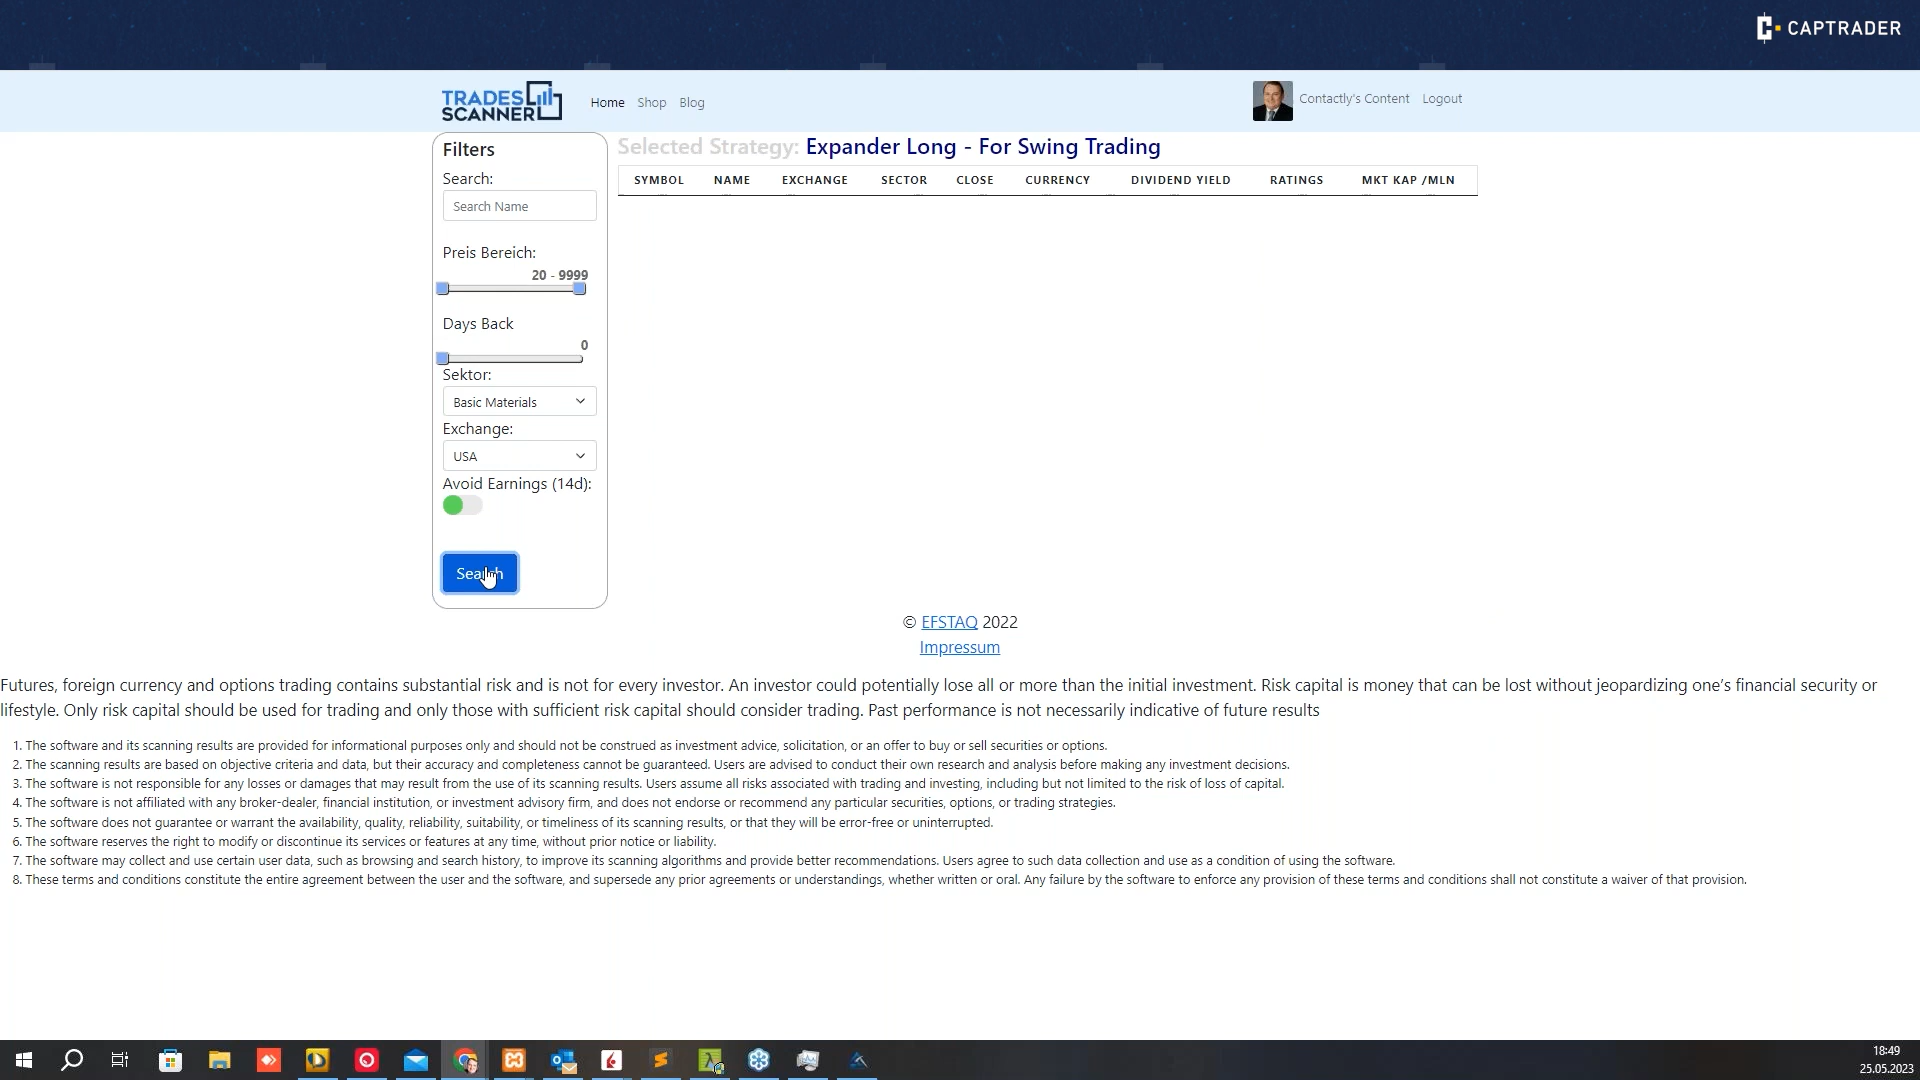 CAPTRADER
TRADES
SCANNER
Home Shop Blog
Contactly's Content Logout
Filters
Selected Strategy: Expander Long - For Swing Trading
SYMBOL NAME EXCHANGE SECTOR CLOSE CURRENCY DIVIDEND YIELD RATINGS MKT KAP /MLN
Search:
Search Name
Preis Bereich:
20 - 9999
Days Back
0
Sektor:
Basic Materials
Exchange:
USA
Avoid Earnings (14d):
Search
© EFSTAQ 2022
Impressum
Futures, foreign currency and options trading contains substantial risk and is not for every investor. An investor could potentially lose all or more than the initial investment. Risk capital is money that can be lost without jeopardizing one's financial security or
lifestyle. Only risk capital should be used for trading and only those with sufficient risk capital should consider trading. Past performance is not necessarily indicative of future results
1. The software and its scanning results are provided for informational purposes only and should not be construed as investment advice, solicitation, or an offer to buy or sell securities or options.
2. The scanning results are based on objective criteria and data, but their accuracy and completeness cannot be guaranteed. Users are advised to conduct their own research and analysis before making any investment decisions.
3. The software is not responsible for any losses or damages that may result from the use of its scanning results. Users assume all risks associated with trading and investing, including but not limited to the risk of loss of capital.
4. The software is not affiliated with any broker-dealer, financial institution, or investment advisory firm, and does not endorse or recommend any particular securities, options, or trading strategies.
5. The software does not guarantee or warrant the availability, quality, reliability, suitability, or timeliness of its scanning results, or that they will be error-free or uninterrupted.
6. The software reserves the right to modify or discontinue its services or features at any time, without prior notice or liability.
7. The software may collect and use certain user data, such as browsing and search history, to improve its scanning algorithms and provide better recommendations. Users agree to such data collection and use as a condition of using the software.
8. These terms and conditions constitute the entire agreement between the user and the software, and supersede any prior agreements or understandings, whether written or oral. Any failure by the software to enforce any provision of these terms and conditions shall not constitute a waiver of that provision.
18:49
25.05.2023